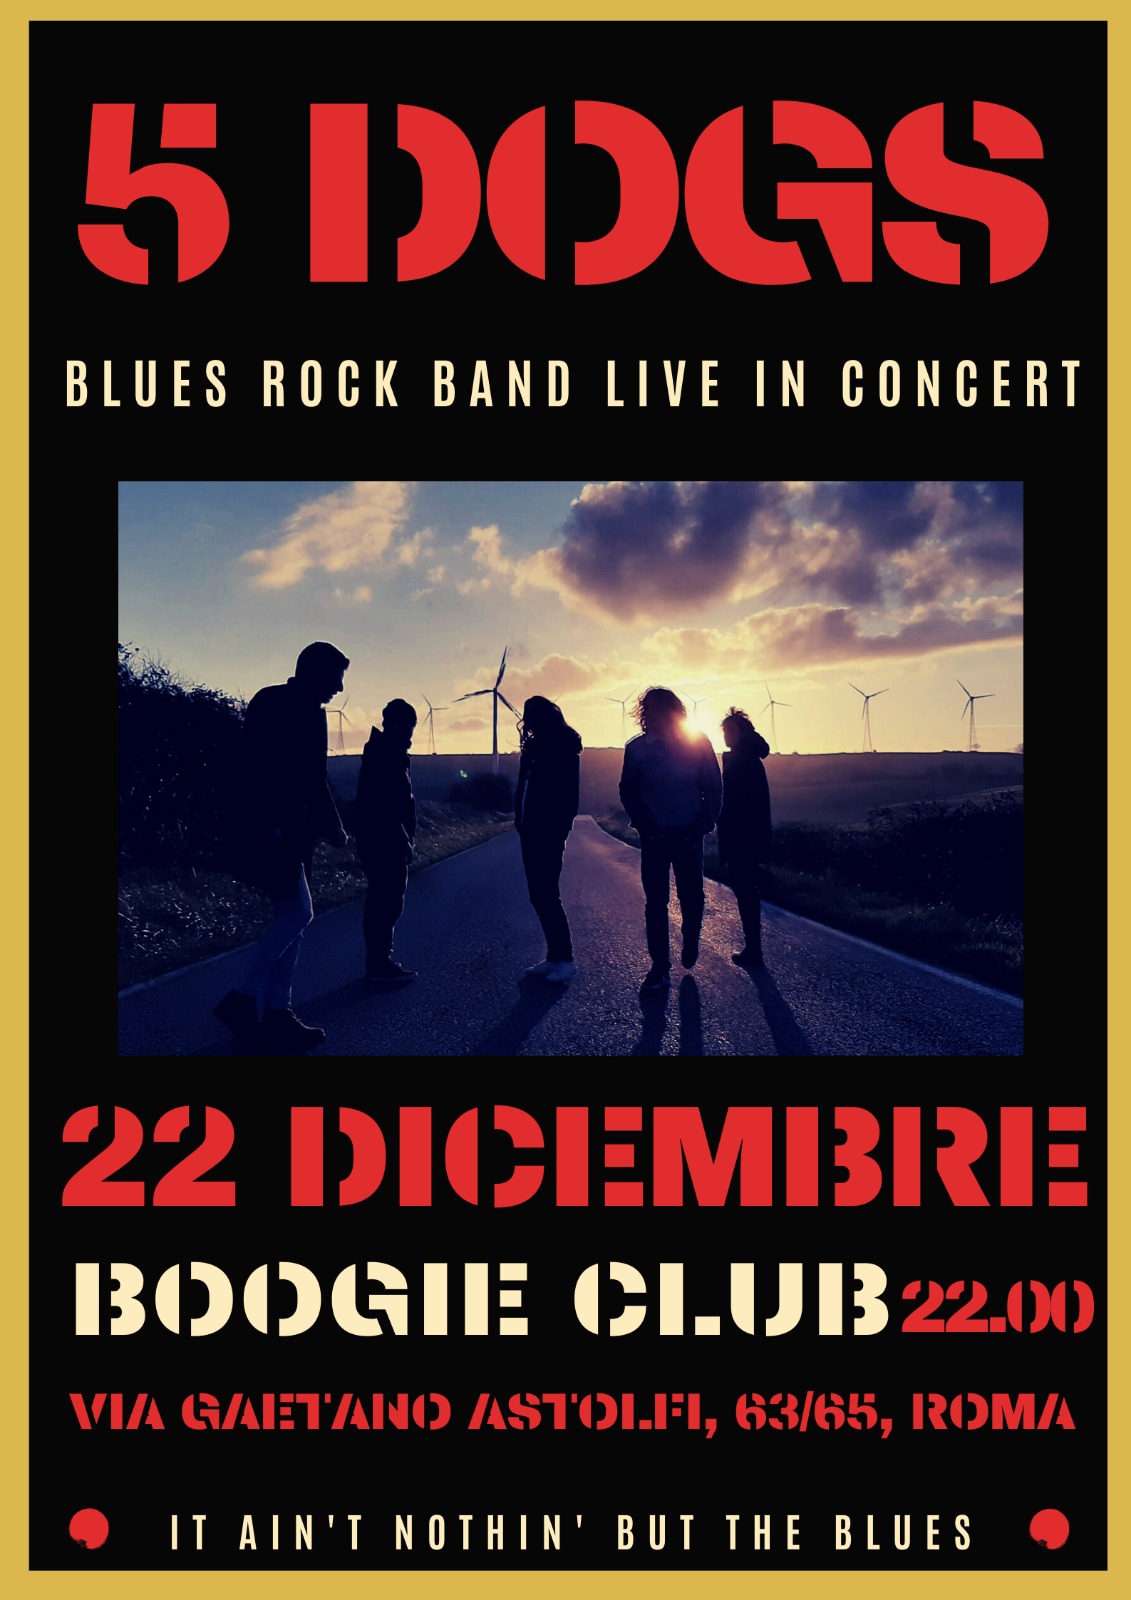 5 DOGS
BLUES ROCK BAND LIVE IN CONCERT
22 DICEMBRE
BOOGIE CLUB 22.00
VIA GAETANO ASTOLFI, 63/65, ROMA
IT AIN'T NOTHIN' BUT THE BLUES